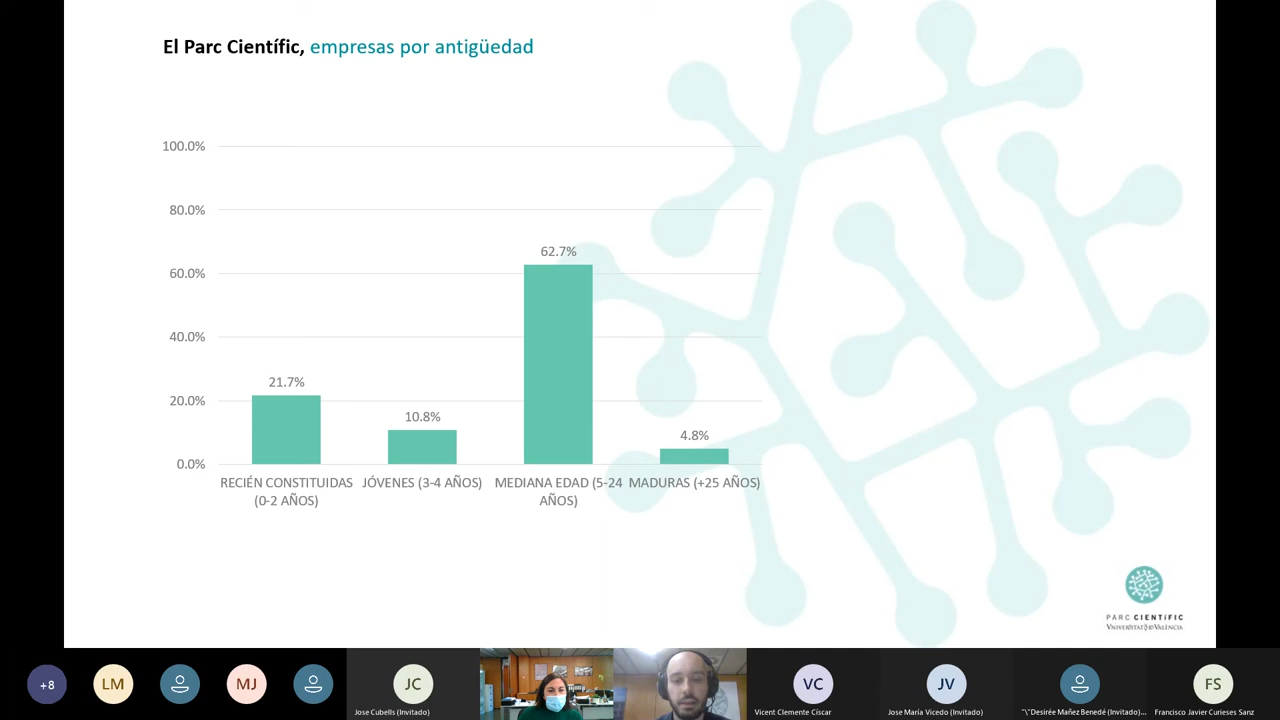 El Parc Científic, empresas por antigüedad
100.0%
80.0%
60.0%
40.0%
20.0%
0.0%
21.7%
10.8%
62.7%
4.8%
RECIÉN CONSTITUIDAS
(0-2 AÑOS)
JÓVENES (3-4 AÑOS)
MEDIANA EDAD (5-24
AÑOS)
MADURAS (+25 AÑOS)
PARC CIENTÍFIC
VNIVERSITAT ID VALÈNCIA
+8
LM
MJ
JC
Jose Cubells (Invitado)
VC
Vicent Clemente Císcar
JV
Jose María Vicedo (Invitado)
"\"Desirée Mañez Benedé (Invitado)...
FS
Francisco Javier Curieses Sanz